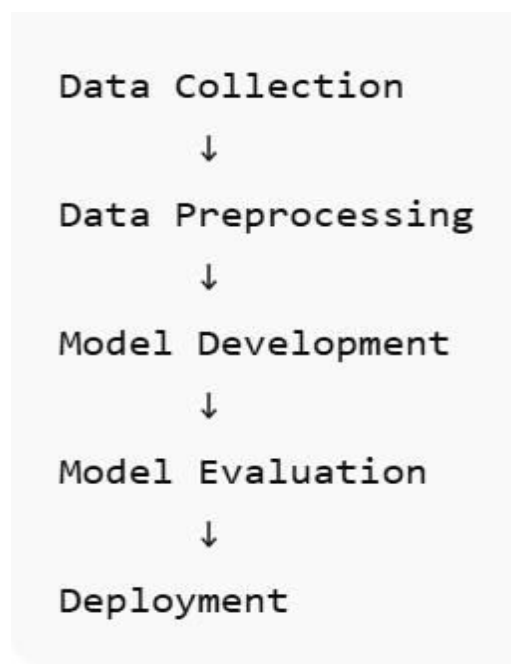 Data Collection
↓
Data Preprocessing
↓
Model Development
↓
Model Evaluation
↓
Deployment